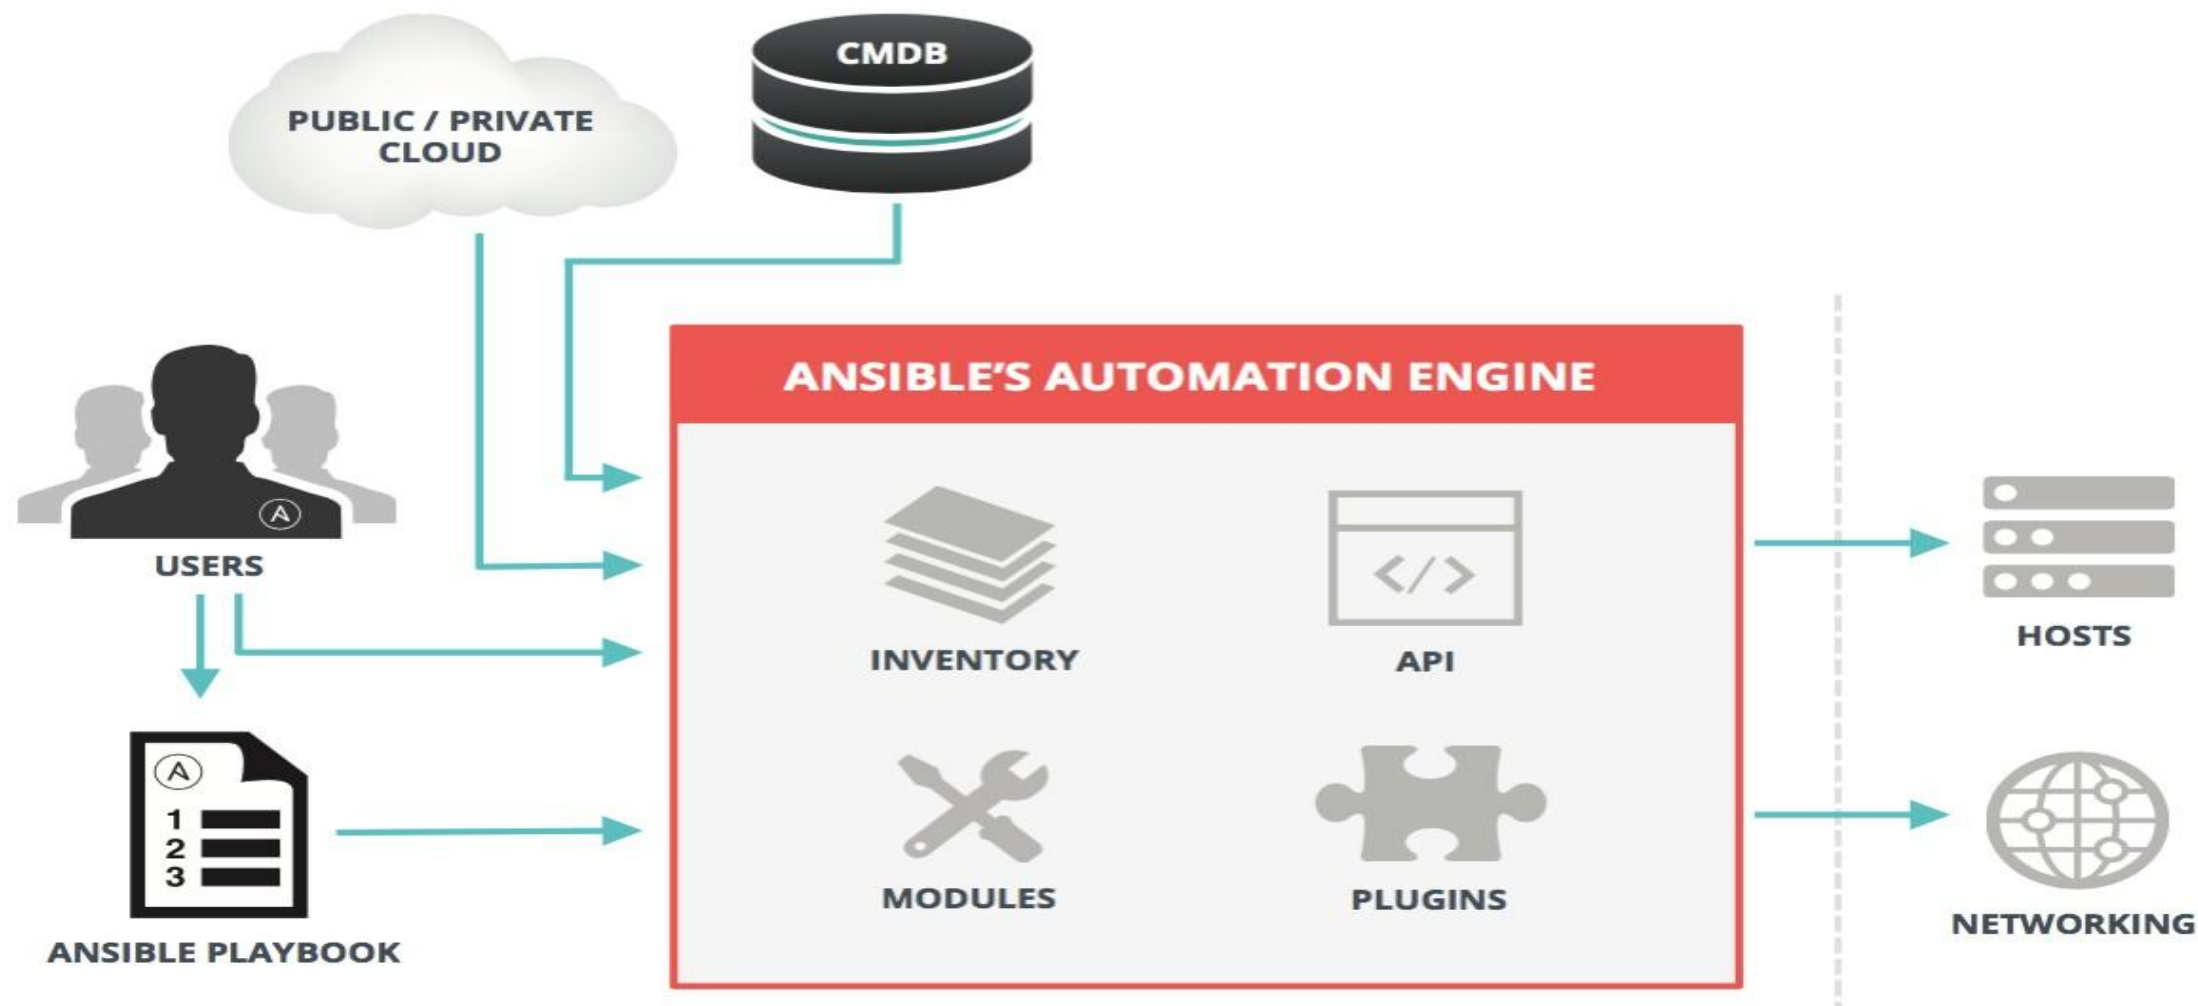 CMDB
PUBLIC / PRIVATE
CLOUD
ANSIBLE'S AUTOMATION ENGINE
USERS
</>
INVENTORY
API
HOSTS
A
A
1
2
3
MODULES
PLUGINS
NETWORKING
ANSIBLE PLAYBOOK